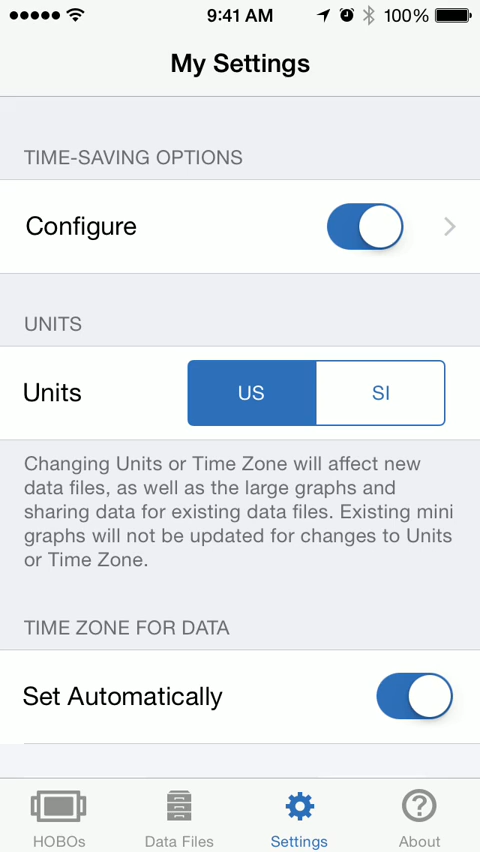 9:41 AM 100%
My Settings
TIME-SAVING OPTIONS
Configure
UNITS
Units US SI
Changing Units or Time Zone will affect new
data files, as well as the large graphs and
sharing data for existing data files. Existing mini
graphs will not be updated for changes to Units
or Time Zone.
TIME ZONE FOR DATA
Set Automatically
HOBOs Data Files Settings About